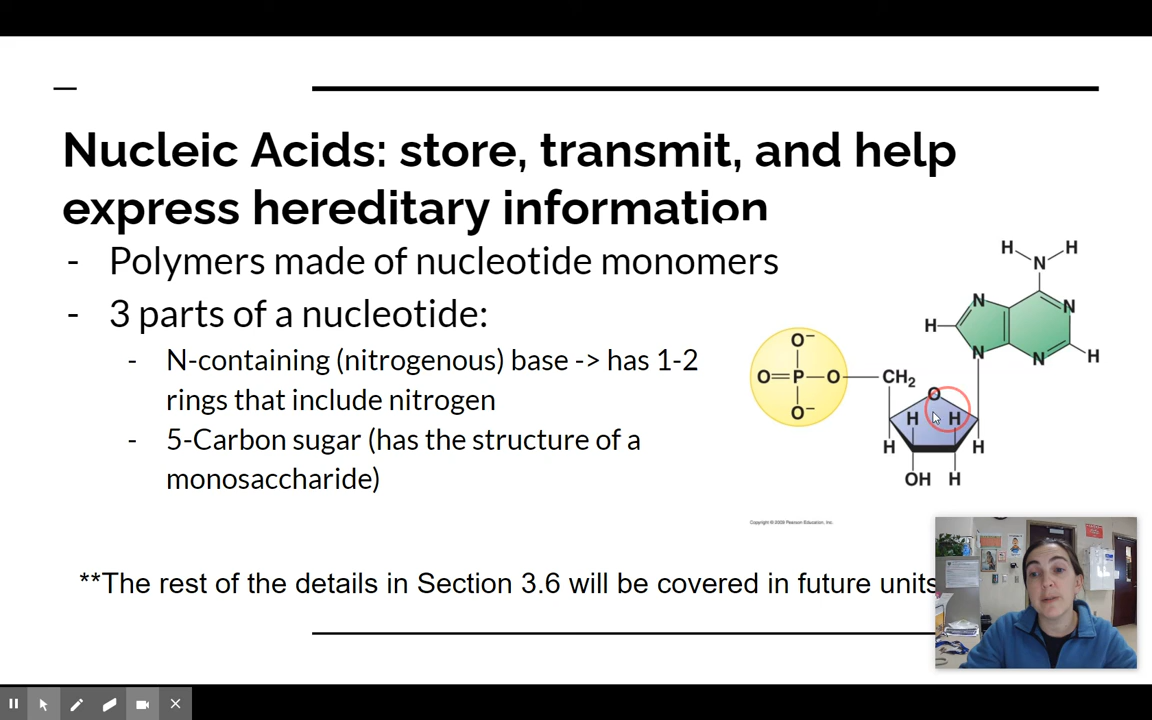 Nucleic Acids: store, transmit, and help
express hereditary information
- Polymers made of nucleotide monomers
- 3 parts of a nucleotide:
- N-containing (nitrogenous) base -> has 1-2
rings that include nitrogen
- 5-Carbon sugar (has the structure of a
monosaccharide)
H H
N
N N
H
N N H
O⁻
O=P—O—CH₂
O⁻
O
H H
H H
OH H
Copyright © 2009 Pearson Education, Inc.
**The rest of the details in Section 3.6 will be covered in future units